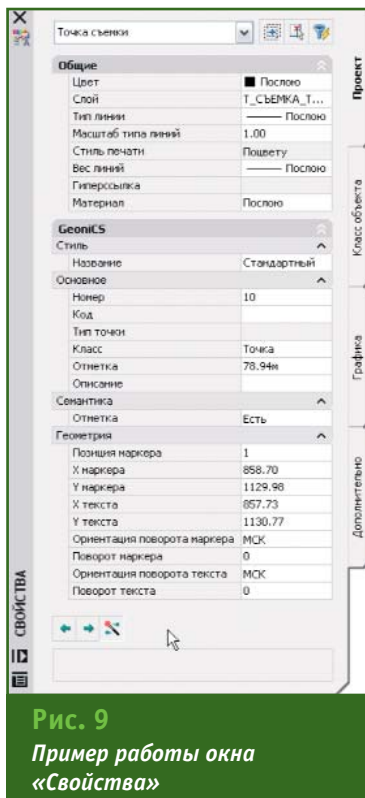 Точка съемки
Общие
Цвет Послою
Слой Т_СЪЕМКА_Т...
Тип линии Послою
Масштаб типа линий 1.00
Стиль печати Поцвету
Вес линий Послою
Гиперссылка
Материал Послою
GeoniCS
Стиль
Название Стандартный
Основное
Номер 10
Код
Тип точки
Класс Точка
Отметка 78.94м
Описание
Семантика
Отметка Есть
Геометрия
Позиция маркера 1
X маркера 858.70
Y маркера 1129.98
X текста 857.73
Y текста 1130.77
Ориентация поворота маркера МСК
Поворот маркера 0
Ориентация поворота текста МСК
Поворот текста 0
СВОЙСТВА
Проект
Класс объекта
Графика
Дополнительно
Рис. 9
Пример работы окна
«Свойства»